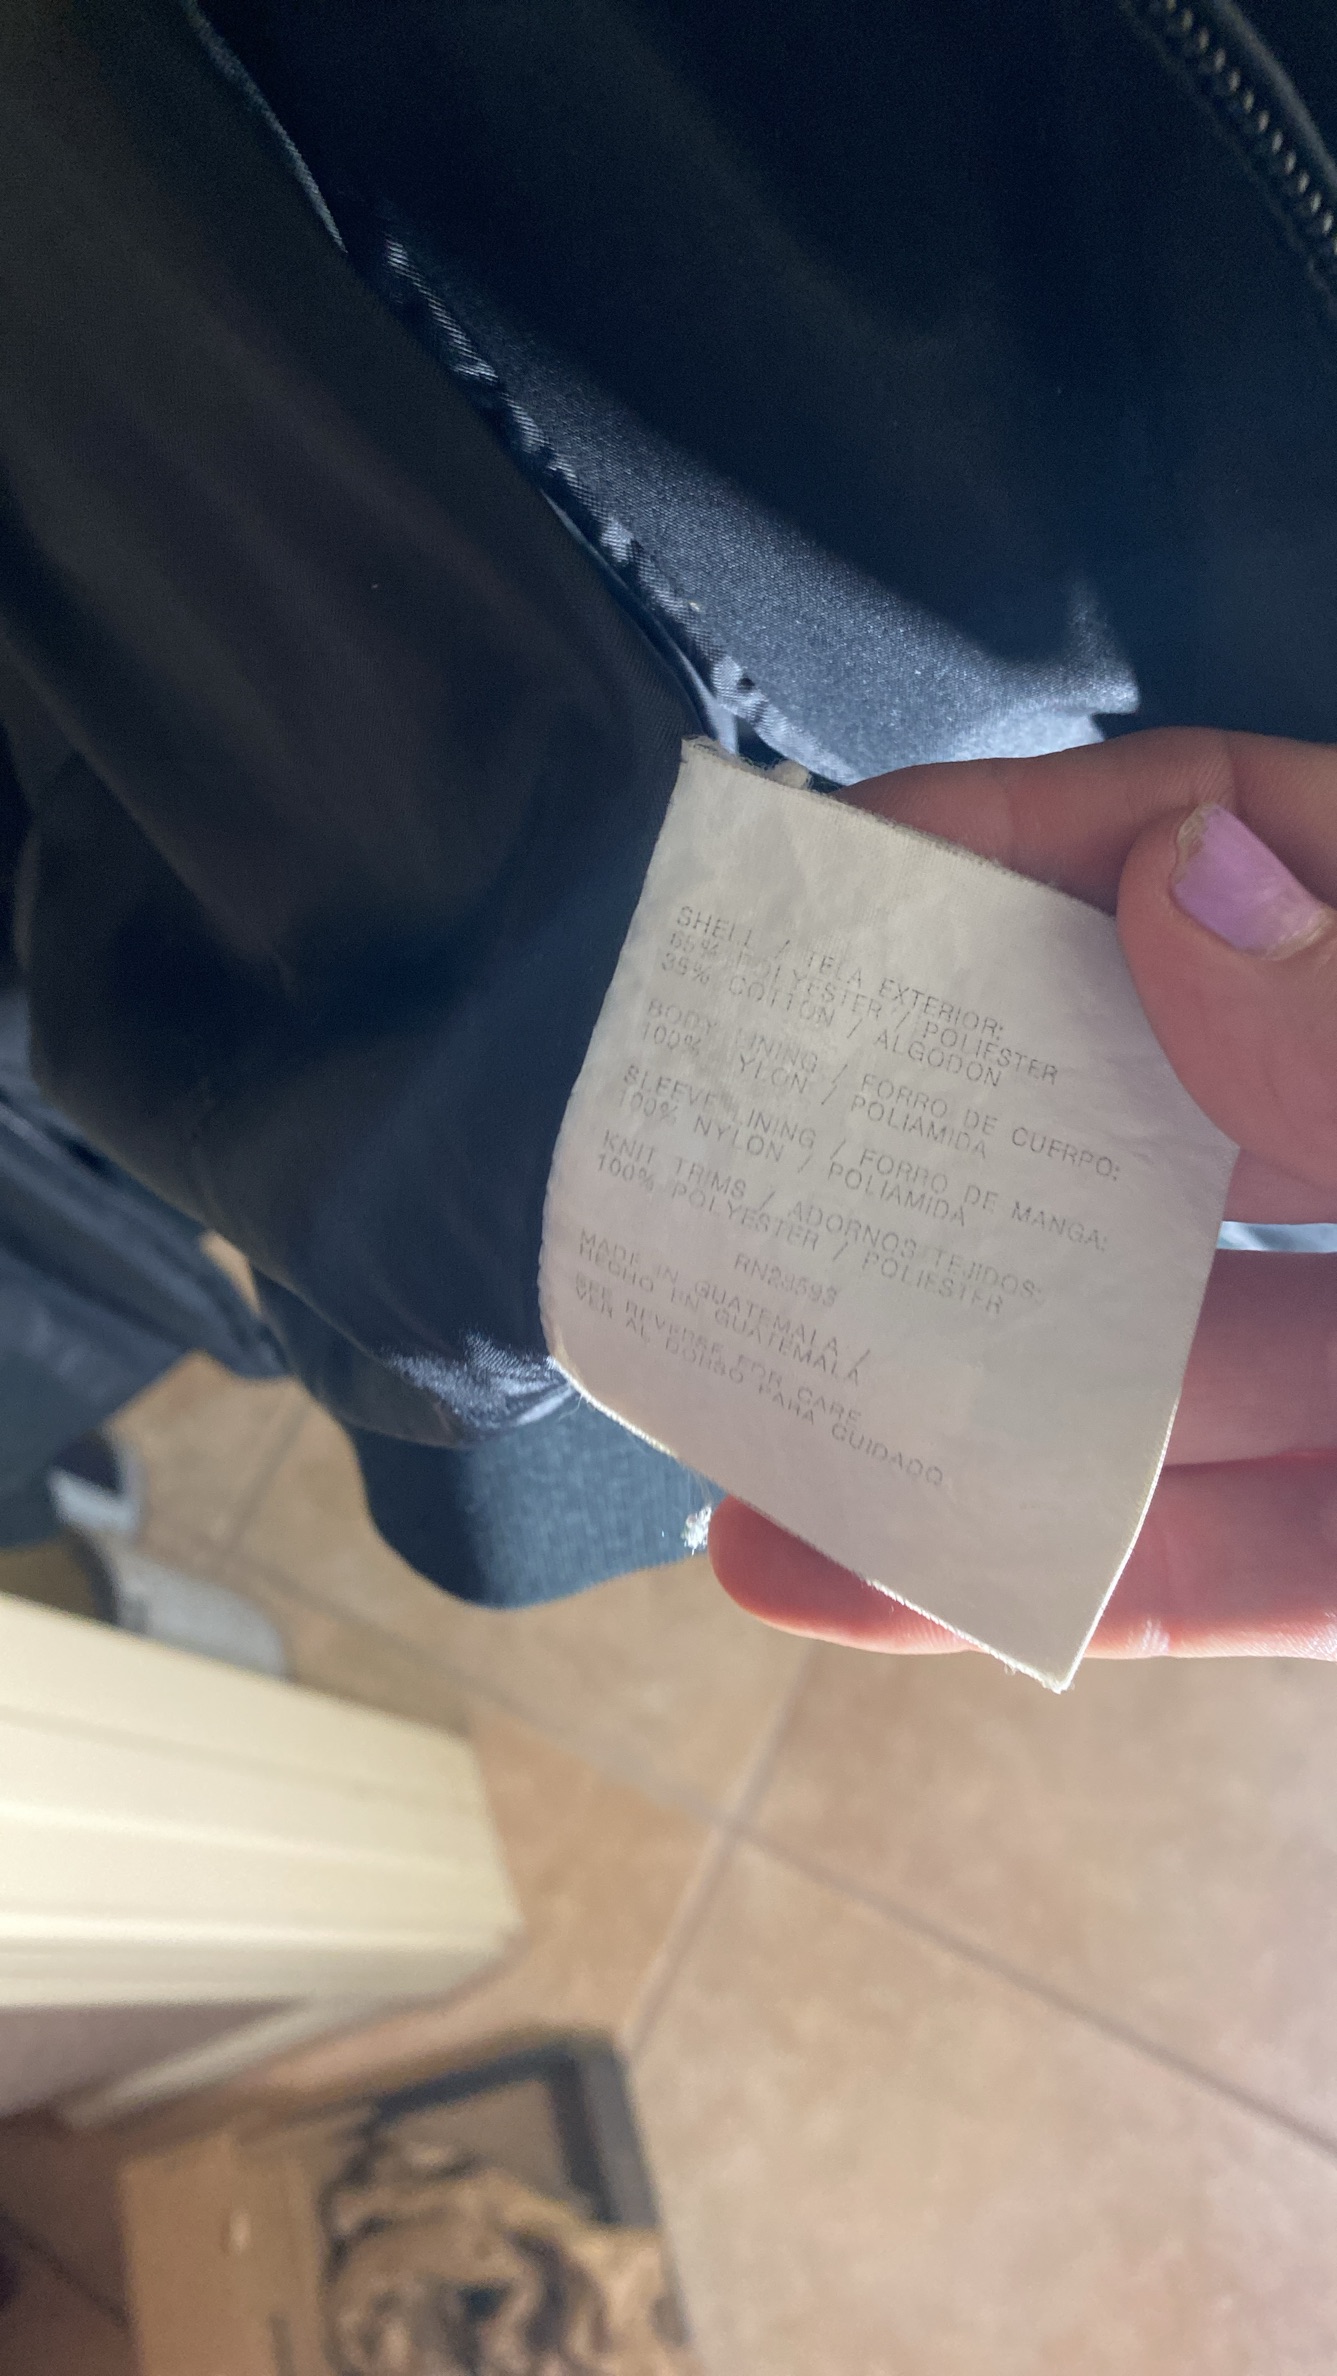 SHELL / TELA EXTERIOR:
65% POLYESTER / POLIESTER
35% COTTON / ALGODON
BODY LINING / FORRO DE CUERPO:
100% NYLON / POLIAMIDA
SLEEVE LINING / FORRO DE MANGA:
100% NYLON / POLIAMIDA
KNIT TRIMS / ADORNOS TEJIDOS:
100% POLYESTER / POLIESTER
MADE IN GUATEMALA /
HECHO EN GUATEMALA
SEE REVERSE FOR CARE
VER AL DORSO PARA CUIDADO